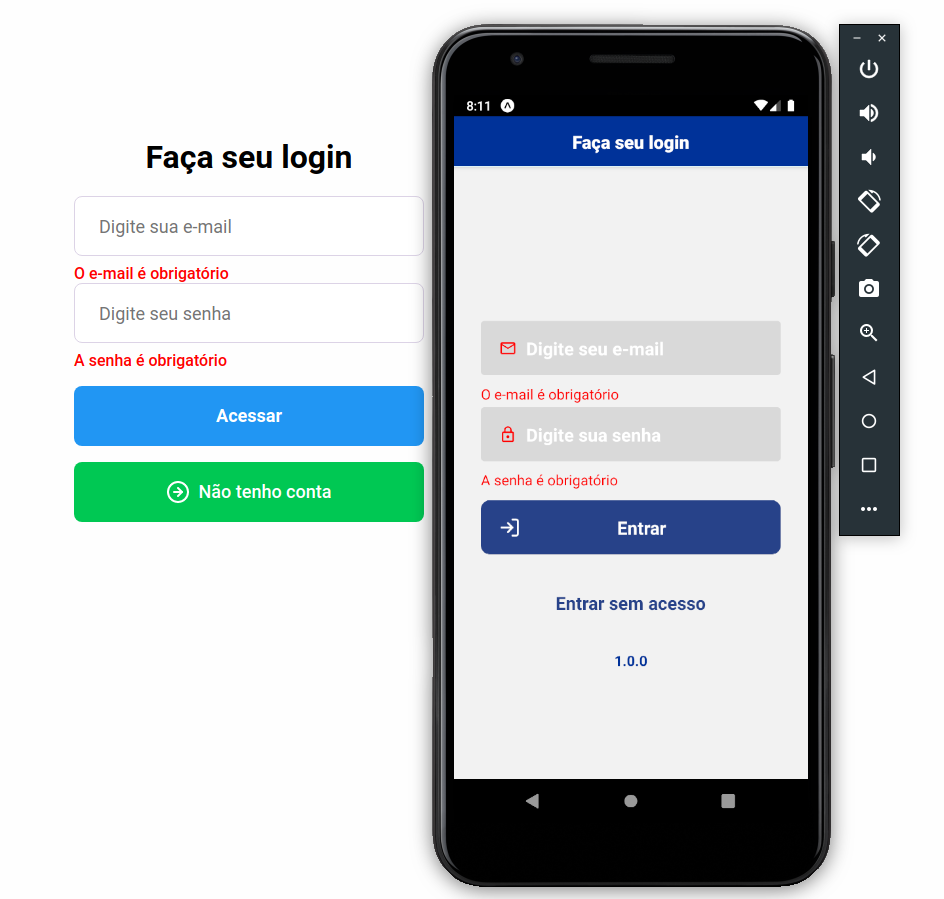 Faça seu login
Digite sua e-mail
O e-mail é obrigatório
Digite seu senha
A senha é obrigatório
Acessar
Não tenho conta
8:11
Faça seu login
Digite seu e-mail
O e-mail é obrigatório
Digite sua senha
A senha é obrigatório
Entrar
Entrar sem acesso
1.0.0